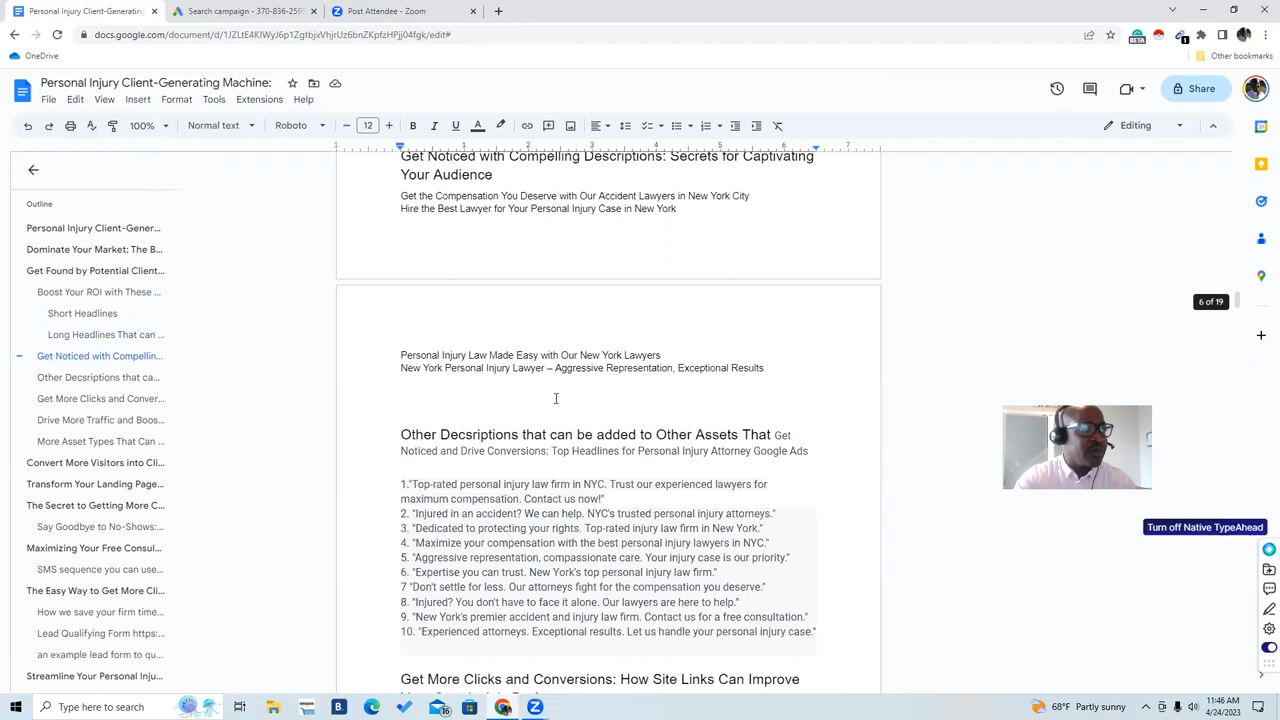 Personal Injury Client-Generating
Search campaign - 370-836-259
Post Attendee - Zoom
docs.google.com/document/d/1JZLtE4KlWyJ6p1ZgtbjxVhjrUz6bnZKpfzHPjj04fgk/edit#
OneDrive
Other bookmarks
Personal Injury Client-Generating Machine:
File Edit View Insert Format Tools Extensions Help
Share
100% Normal text Roboto 12 Editing
Outline
Personal Injury Client-Gener...
Dominate Your Market: The B...
Get Found by Potential Client...
Boost Your ROI with These ...
Short Headlines
Long Headlines That can ...
Get Noticed with Compellin...
Other Decsriptions that ca...
Get More Clicks and Conver...
Drive More Traffic and Boos...
More Asset Types That Can ...
Convert More Visitors into Cli...
Transform Your Landing Page...
The Secret to Getting More C...
Say Goodbye to No-Shows:...
Maximizing Your Free Consul...
SMS sequence you can use...
The Easy Way to Get More Cl...
How we save your firm time...
Lead Qualifying Form https:...
an example lead form to qu...
Streamline Your Personal Inju...
Get Noticed with Compelling Descriptions: Secrets for Captivating
Your Audience
Get the Compensation You Deserve with Our Accident Lawyers in New York City
Hire the Best Lawyer for Your Personal Injury Case in New York
Personal Injury Law Made Easy with Our New York Lawyers
New York Personal Injury Lawyer – Aggressive Representation, Exceptional Results
Other Decsriptions that can be added to Other Assets That Get
Noticed and Drive Conversions: Top Headlines for Personal Injury Attorney Google Ads
1."Top-rated personal injury law firm in NYC. Trust our experienced lawyers for
maximum compensation. Contact us now!"
2. "Injured in an accident? We can help. NYC's trusted personal injury attorneys."
3. "Dedicated to protecting your rights. Top-rated injury law firm in New York."
4. "Maximize your compensation with the best personal injury lawyers in NYC."
5. "Aggressive representation, compassionate care. Your injury case is our priority."
6. "Expertise you can trust. New York's top personal injury law firm."
7 "Don't settle for less. Our attorneys fight for the compensation you deserve."
8. "Injured? You don't have to face it alone. Our lawyers are here to help."
9. "New York's premier accident and injury law firm. Contact us for a free consultation."
10. "Experienced attorneys. Exceptional results. Let us handle your personal injury case."
Get More Clicks and Conversions: How Site Links Can Improve
6 of 19
Turn off Native TypeAhead
Type here to search
68°F Partly sunny
11:46 AM
4/24/2023